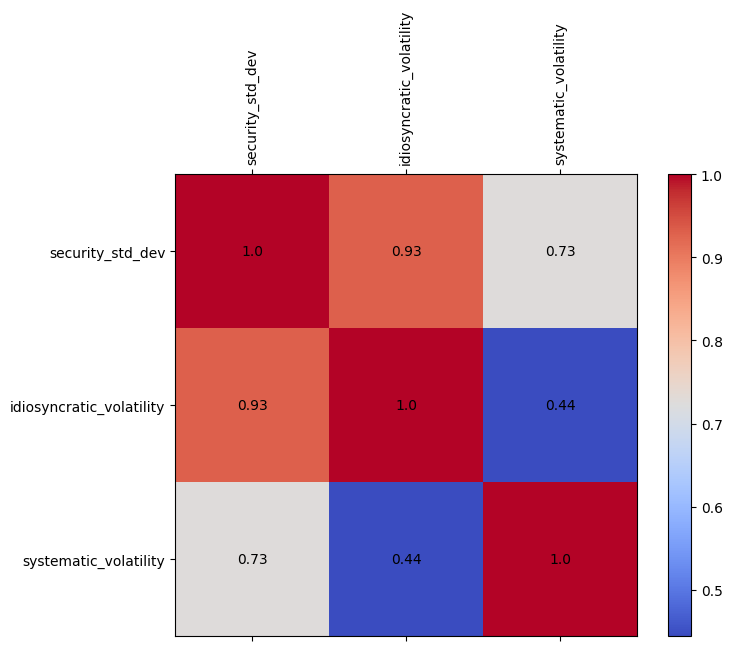 security_std_dev
idiosyncratic_volatility
systematic_volatility
security_std_dev
1.0
0.93
0.73
idiosyncratic_volatility
0.93
1.0
0.44
systematic_volatility
0.73
0.44
1.0
1.0
0.9
0.8
0.7
0.6
0.5